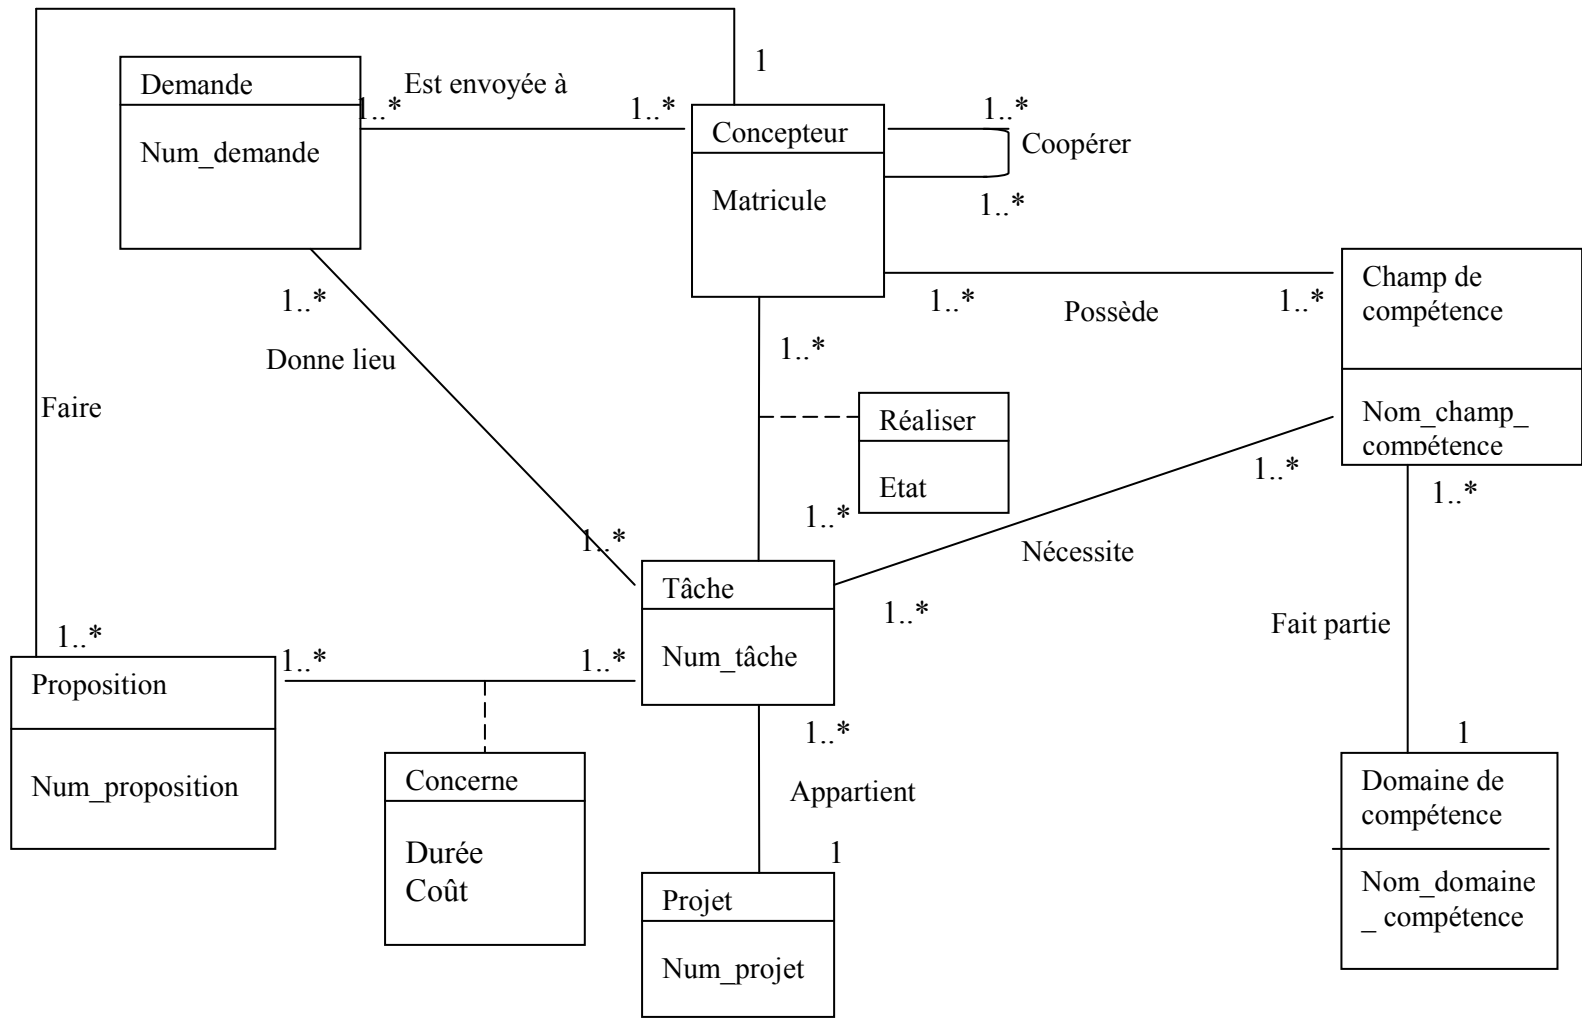 1
Demande
Est envoyée à
1..*
1..*
1..*
Concepteur
Coopérer
Num_demande
Matricule
1..*
1..*
Donne lieu
1..*
Possède
1..*
Champ de
compétence
1..*
Faire
Réaliser
Nom_champ_
compétence
1..*
Etat
1..*
1..*
1..*
Nécessite
Tâche
1..*
Fait partie
1..*
1..*
1..*
Num_tâche
Proposition
1..*
1
Num_proposition
Concerne
Appartient
Domaine de
compétence
Durée
Coût
1
Projet
Nom_domaine
_ compétence
Num_projet